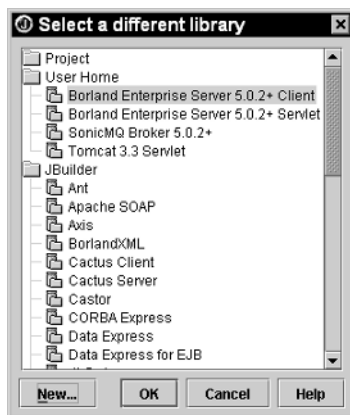 Select a different library
Project
User Home
Borland Enterprise Server 5.0.2+ Client
Borland Enterprise Server 5.0.2+ Servlet
SonicMQ Broker 5.0.2+
Tomcat 3.3 Servlet
JBuilder
Ant
Apache SOAP
Axis
BorlandXML
Cactus Client
Cactus Server
Castor
CORBA Express
Data Express
Data Express for EJB
New... OK Cancel Help